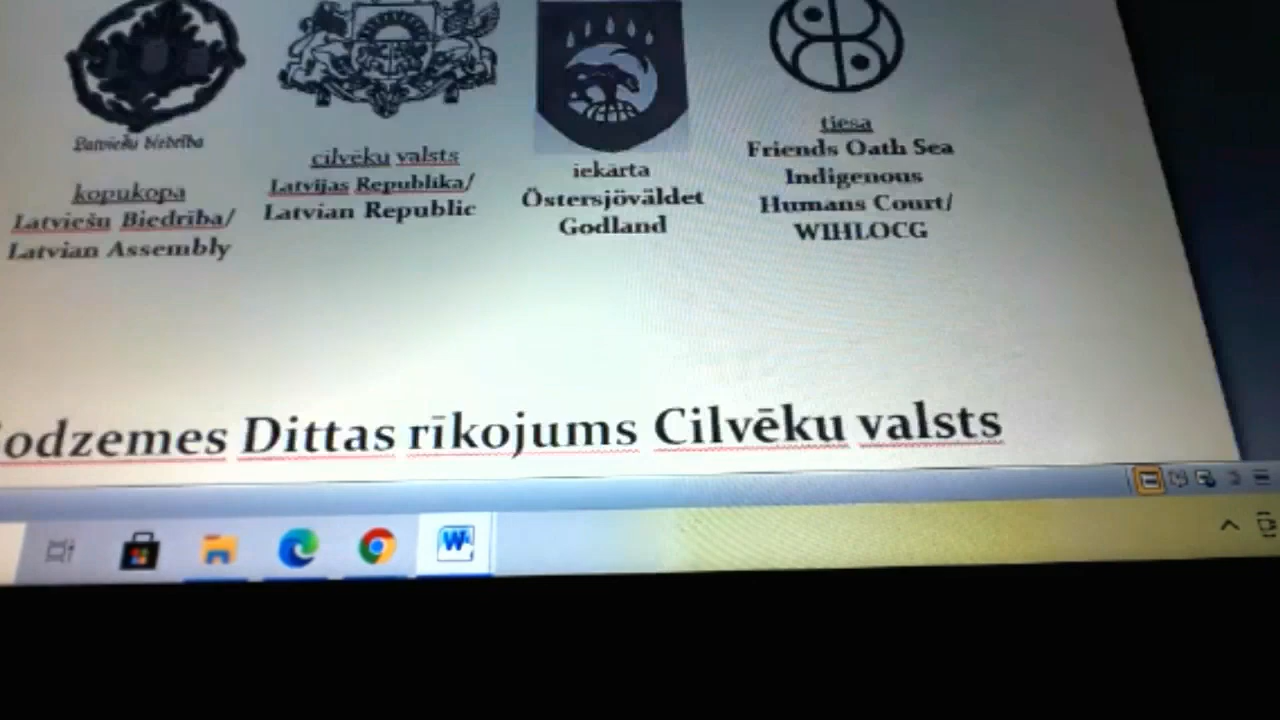 Latviešu biedrība
kopukopa
Latviešu Biedrība/
Latvian Assembly
cilvēku valsts
Latvijas Republika/
Latvian Republic
iekārta
Östersjöväldet
Godland
tiesa
Friends Oath Sea
Indigenous
Humans Court/
WIHLOCG
odzemes Dittas rīkojums Cilvēku valsts